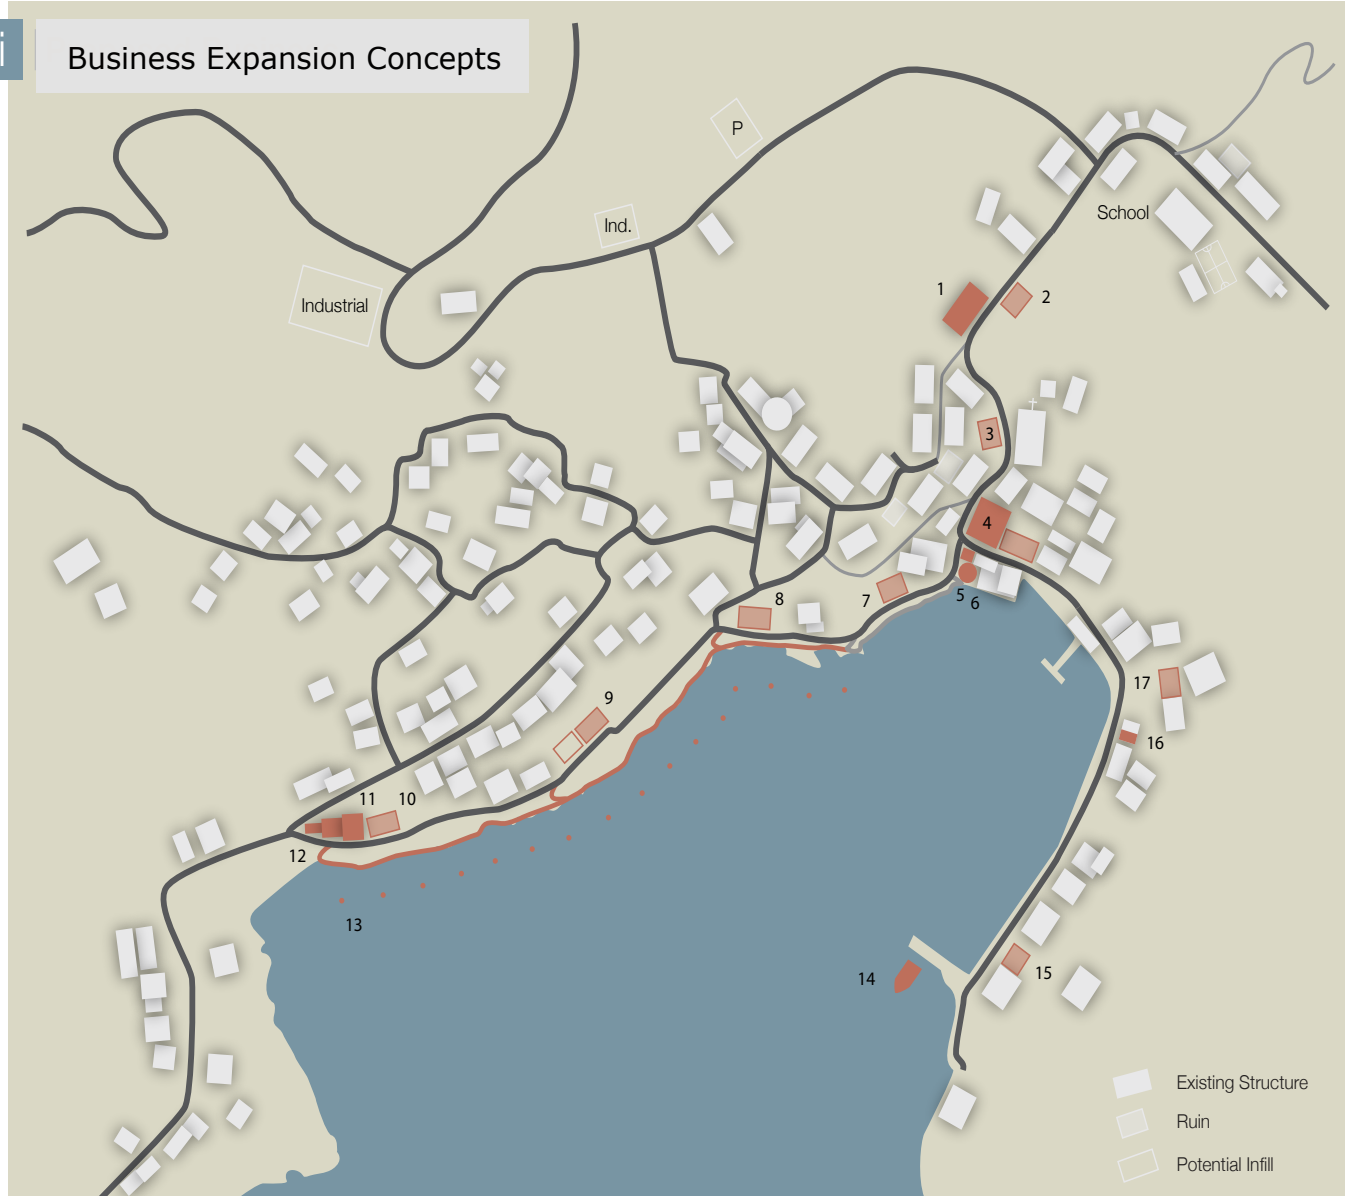 i
Business Expansion Concepts
P
Ind.
School
Industrial
1
2
3
4
5
6
7
8
9
17
16
11
10
12
13
14
15
Existing Structure
Ruin
Potential Infill